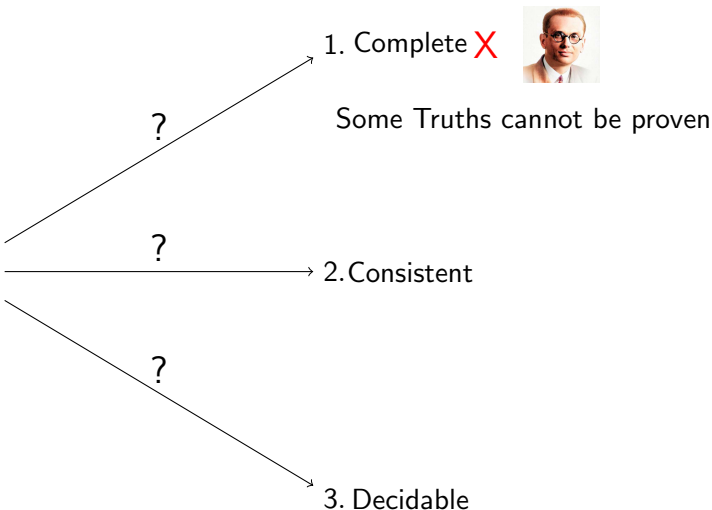 1. Complete X
Some Truths cannot be proven
?
?
2. Consistent
?
3. Decidable